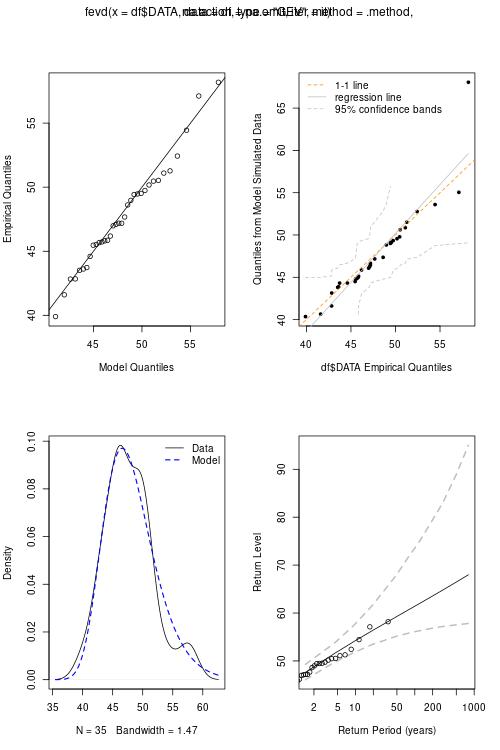 fevd(x = df$DATA,
40 45 50 55
Empirical Quantiles
45 50 55
Model Quantiles
1-1 line
regression line
95% confidence bands
40 45 50 55 60 65
Quantiles from Model Simulated Data
40 45 50 55
df$DATA Empirical Quantiles
Data
Model
0.00 0.02 0.04 0.06 0.08 0.10
Density
35 40 45 50 55 60
N = 35 Bandwidth = 1.47
50 60 70 80 90
Return Level
2 5 10 50 200 1000
Return Period (years)